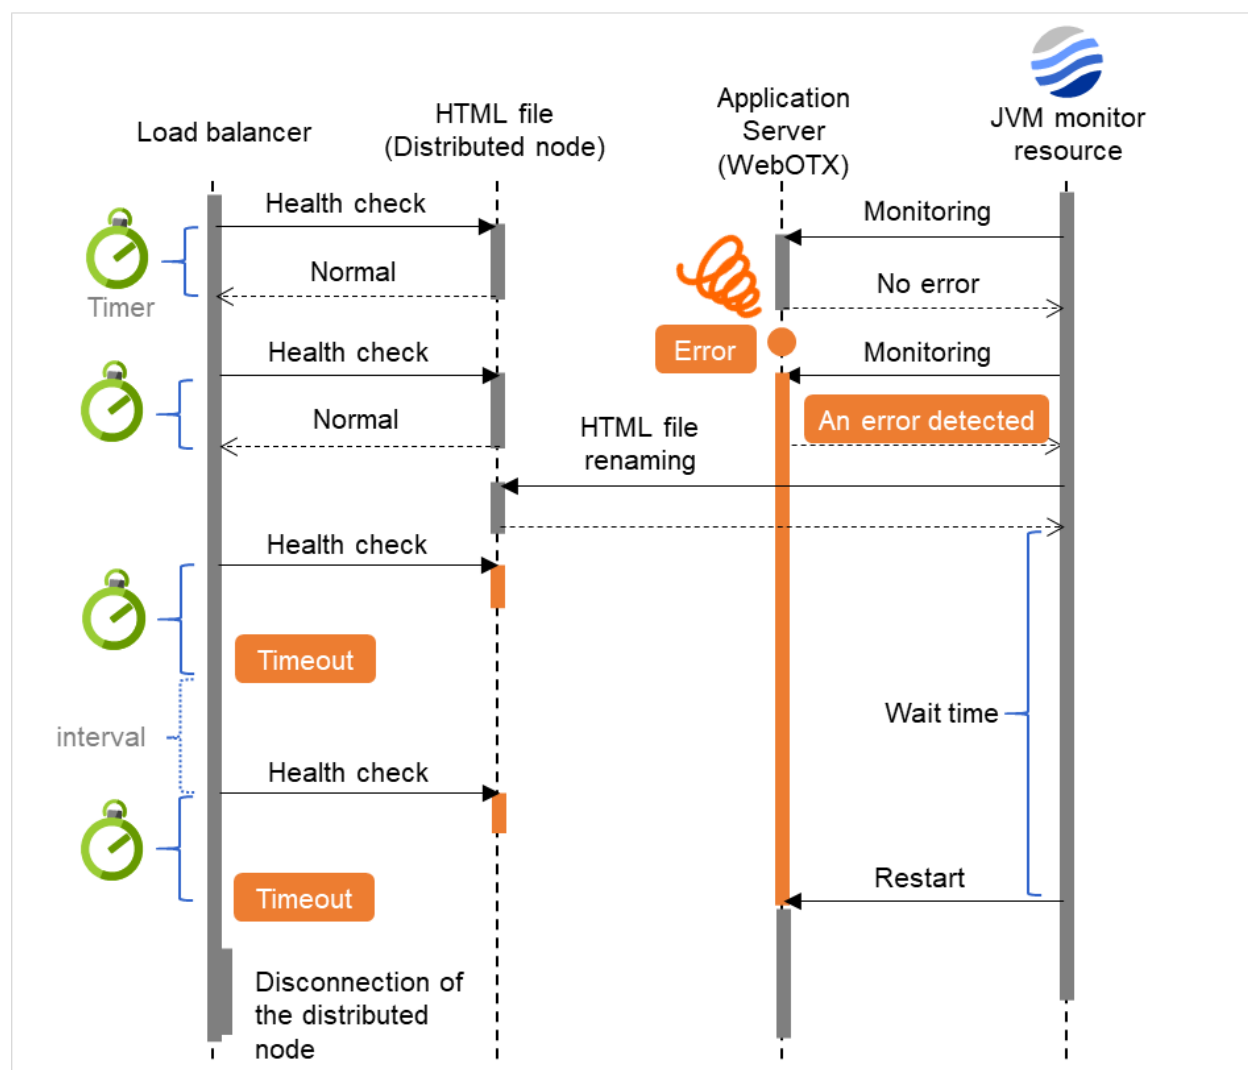 Load balancer
HTML file
(Distributed node)
Application
Server
(WebOTX)
JVM monitor
resource
Health check
Monitoring
Normal
No error
Timer
Error
Health check
Monitoring
Normal
An error detected
HTML file
renaming
Health check
Timeout
Wait time
interval
Health check
Restart
Timeout
Disconnection of
the distributed
node